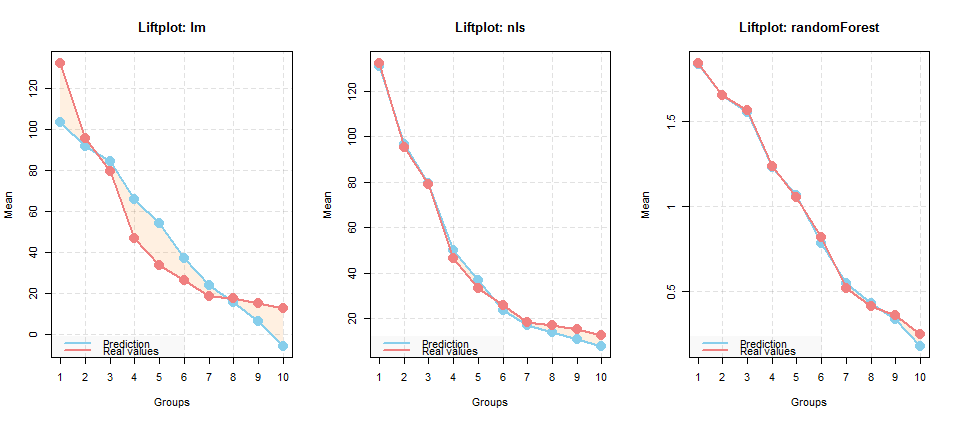 Liftplot: lm
Mean
120
100
80
60
40
20
0
Prediction
Real values
1 2 3 4 5 6 7 8 9 10
Groups
Liftplot: nls
Mean
120
100
80
60
40
20
Prediction
Real values
1 2 3 4 5 6 7 8 9 10
Groups
Liftplot: randomForest
Mean
1.5
1
0.5
Prediction
Real values
1 2 3 4 5 6 7 8 9 10
Groups